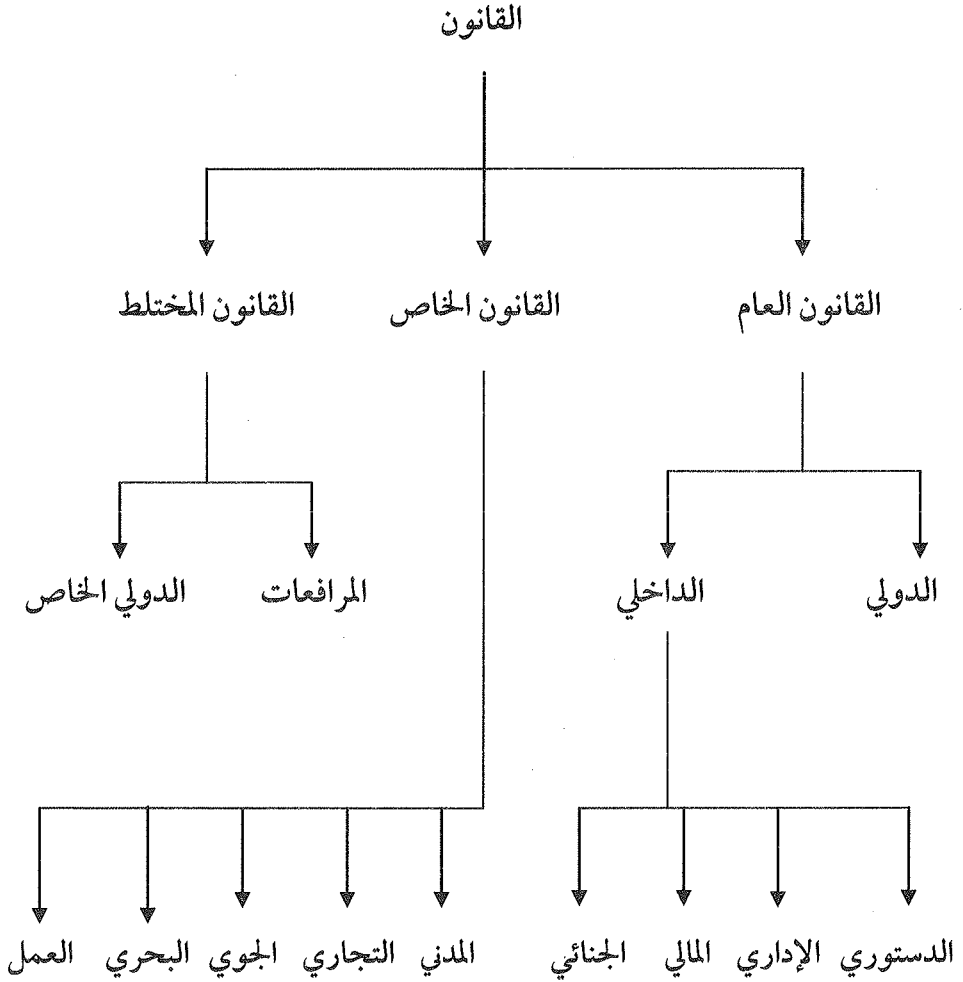 القانون
القانون العام القانون الخاص القانون المختلط
الدولي الداخلي المرافعات الدولي الخاص
الدستوري الإداري المالي الجنائي المدني التجاري الجوي البحري العمل